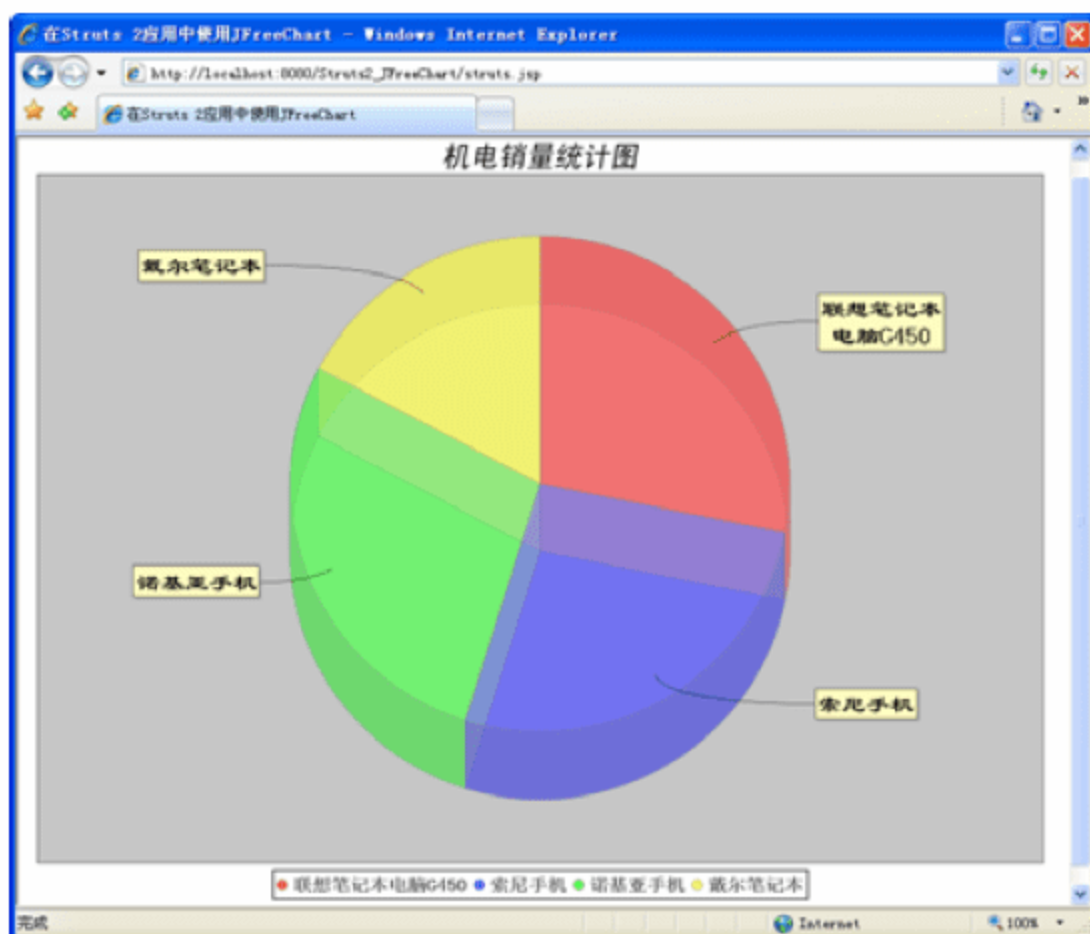 在Struts 2应用中使用JFreeChart - Windows Internet Explorer
http://localhost:8080/Struts2_JFreeChart/struts.jsp
在Struts 2应用中使用JFreeChart
机电销量统计图
戴尔笔记本
联想笔记本
电脑G450
诺基亚手机
索尼手机
联想笔记本电脑G450 索尼手机 诺基亚手机 戴尔笔记本
完成 Internet 100%